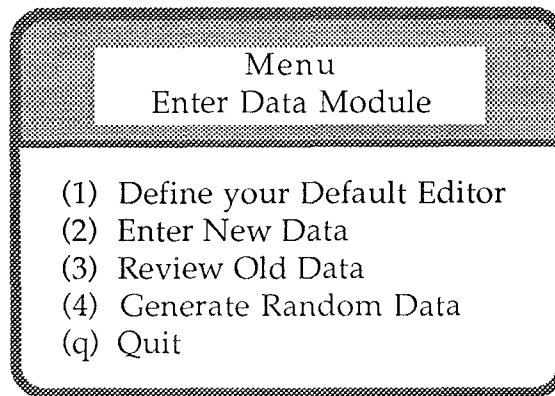 Menu
Enter Data Module
(1) Define your Default Editor
(2) Enter New Data
(3) Review Old Data
(4) Generate Random Data
(q) Quit